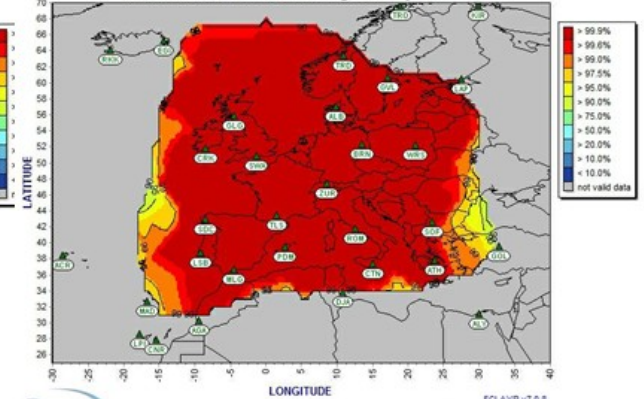 70
68
66
64
62
60
58
56
54
52
50
48
46
44
42
40
38
36
34
32
30
28
26
LATITUDE
TRO
KIR
RKK
EGI
TRD
GVL
LAP
ALB
GLG
CRK
SWA
BRN
WRS
ZUR
SDC
TLS
ROM
SOF
GOL
ACR
LSB
PDM
MLG
CTN
ATH
MAD
DJA
AGA
ALY
LPI
CNR
-30
-25
-20
-15
-10
-5
0
5
10
15
20
25
30
35
40
LONGITUDE
> 99.9%
> 99.6%
> 99.0%
> 97.5%
> 95.0%
> 90.0%
> 75.0%
> 50.0%
> 20.0%
> 10.0%
< 10.0%
not valid data